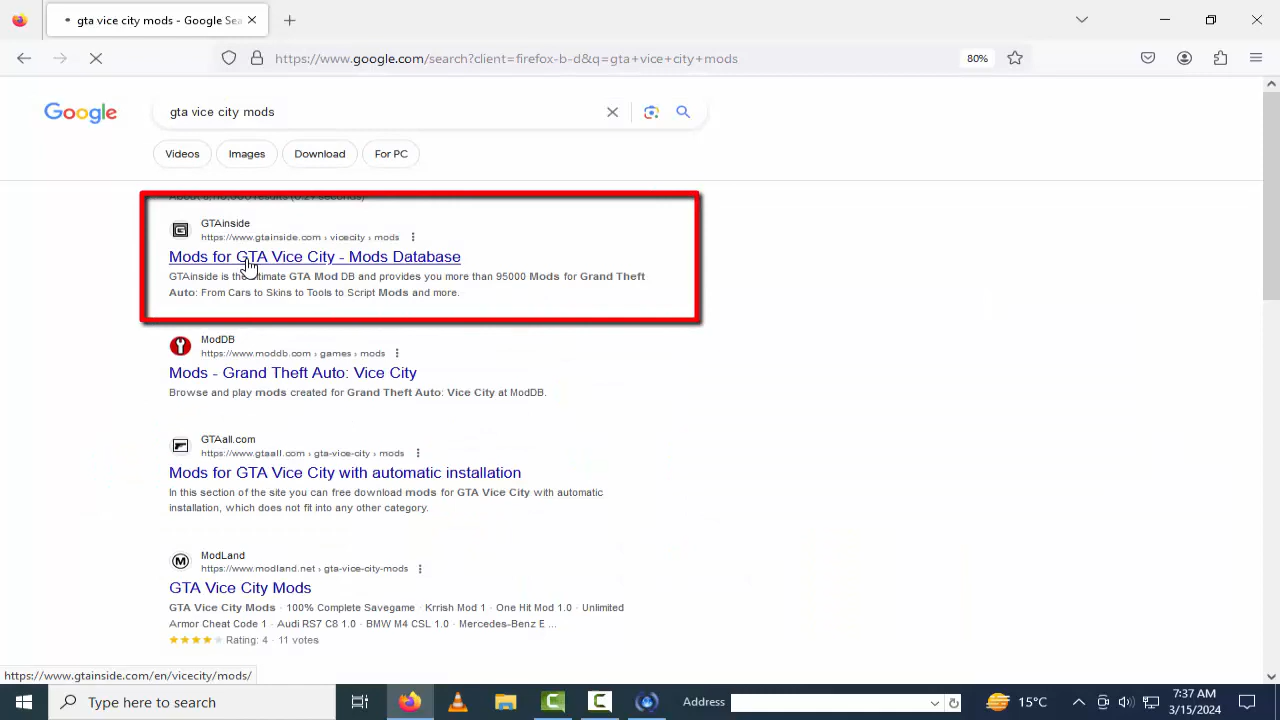 gta vice city mods - Google Sea
https://www.google.com/search?client=firefox-b-d&q=gta+vice+city+mods
80%
Google
gta vice city mods
Videos
Images
Download
For PC
GTAinside
https://www.gtainside.com › vicecity › mods
Mods for GTA Vice City - Mods Database
GTAinside is the ultimate GTA Mod DB and provides you more than 95000 Mods for Grand Theft
Auto: From Cars to Skins to Tools to Script Mods and more.
ModDB
https://www.moddb.com › games › mods
Mods - Grand Theft Auto: Vice City
Browse and play mods created for Grand Theft Auto: Vice City at ModDB.
GTAall.com
https://www.gtaall.com › gta-vice-city › mods
Mods for GTA Vice City with automatic installation
In this section of the site you can free download mods for GTA Vice City with automatic
installation, which does not fit into any other category.
ModLand
https://www.modland.net › gta-vice-city-mods
GTA Vice City Mods
GTA Vice City Mods · 100% Complete Savegame · Krrish Mod 1 · One Hit Mod 1.0 · Unlimited
Armor Cheat Code 1 · Audi RS7 C8 1.0 · BMW M4 CSL 1.0 · Mercedes-Benz E ...
Rating: 4 · 11 votes
https://www.gtainside.com/en/vicecity/mods/
Type here to search
Address
15°C
7:37 AM
3/15/2024